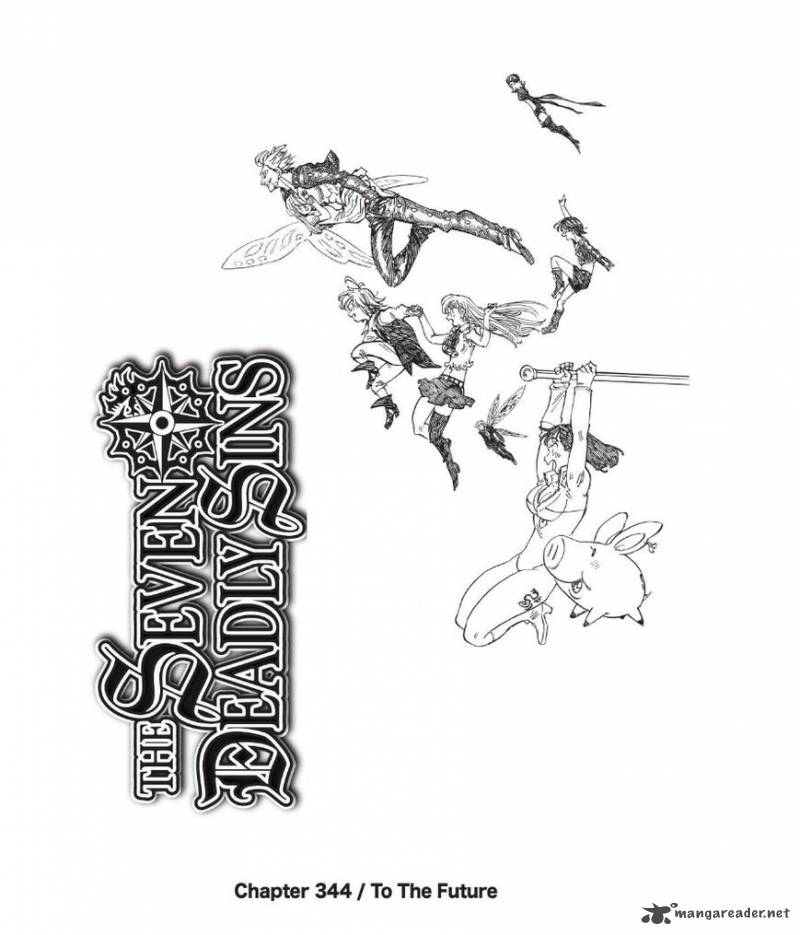 THE SEVEN
DEADLY SINS
Chapter 344 / To The Future
mangareader.net